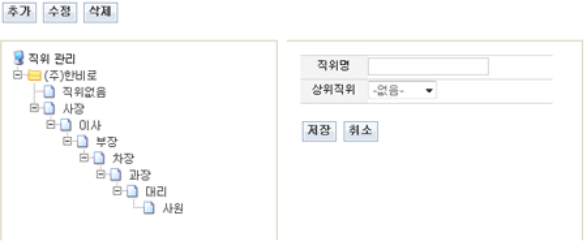 추가 수정 삭제
직위 관리
(주)한비로
직위없음
사장
이사
부장
차장
과장
대리
사원
직위명
상위직위 -없음-
저장 취소